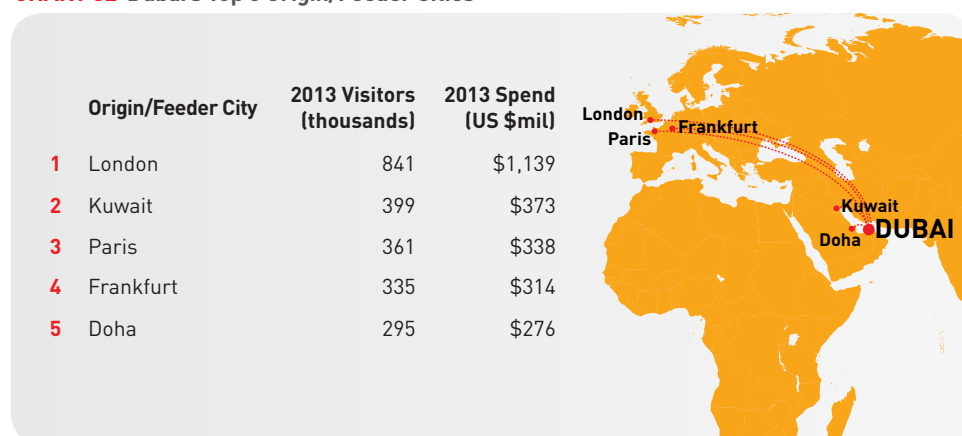 Origin/Feeder City
2013 Visitors (thousands)
2013 Spend (US $mil)
1 London 841 $1,139
2 Kuwait 399 $373
3 Paris 361 $338
4 Frankfurt 335 $314
5 Doha 295 $276
London
Frankfurt
Paris
Kuwait
DUBAI
Doha